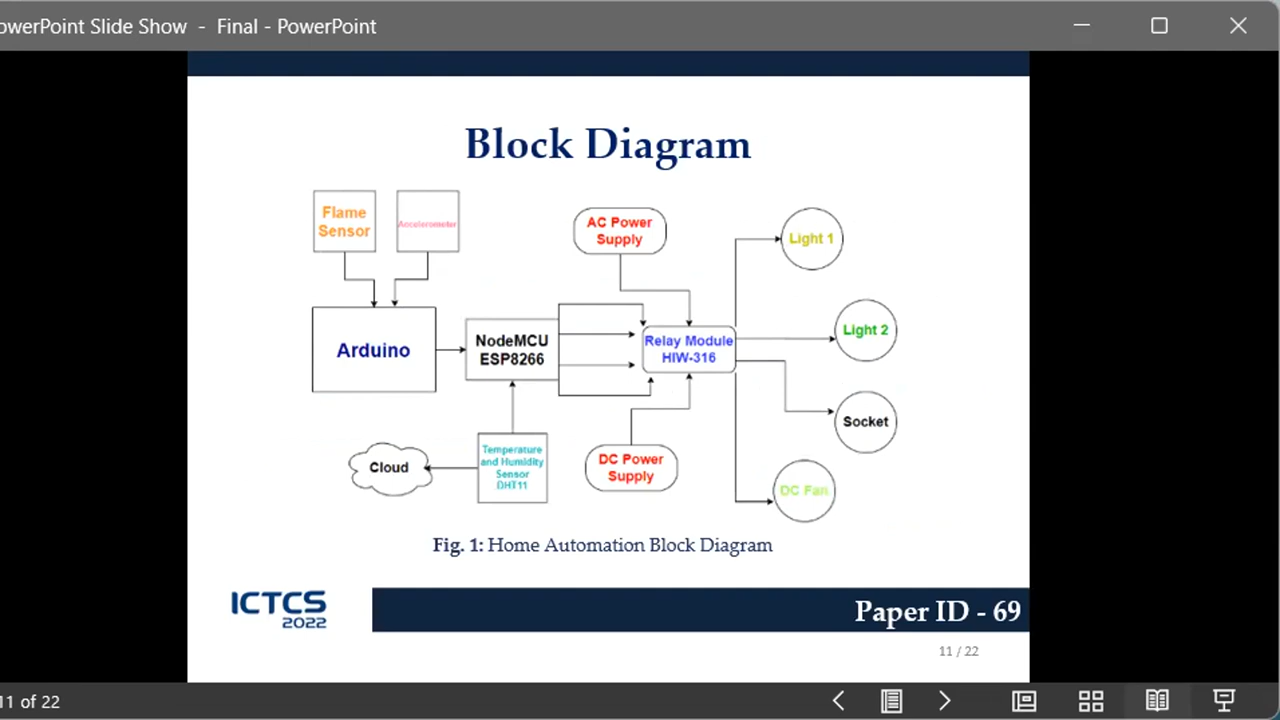 PowerPoint Slide Show - Final - PowerPoint
Block Diagram
Flame
Sensor
Accelerometer
AC Power
Supply
Light 1
Arduino
NodeMCU
ESP8266
Relay Module
HIW-316
Light 2
Socket
Cloud
Temperature
and Humidity
Sensor
DHT11
DC Power
Supply
DC Fan
Fig. 1: Home Automation Block Diagram
ICTCS
2022
Paper ID - 69
11 / 22
11 of 22